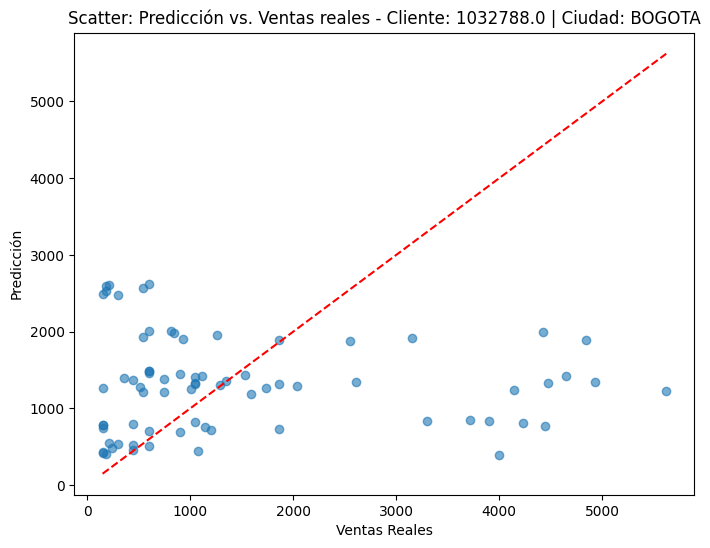 Scatter: Predicción vs. Ventas reales - Cliente: 1032788.0 | Ciudad: BOGOTA
Predicción
5000
4000
3000
2000
1000
0
0 1000 2000 3000 4000 5000
Ventas Reales